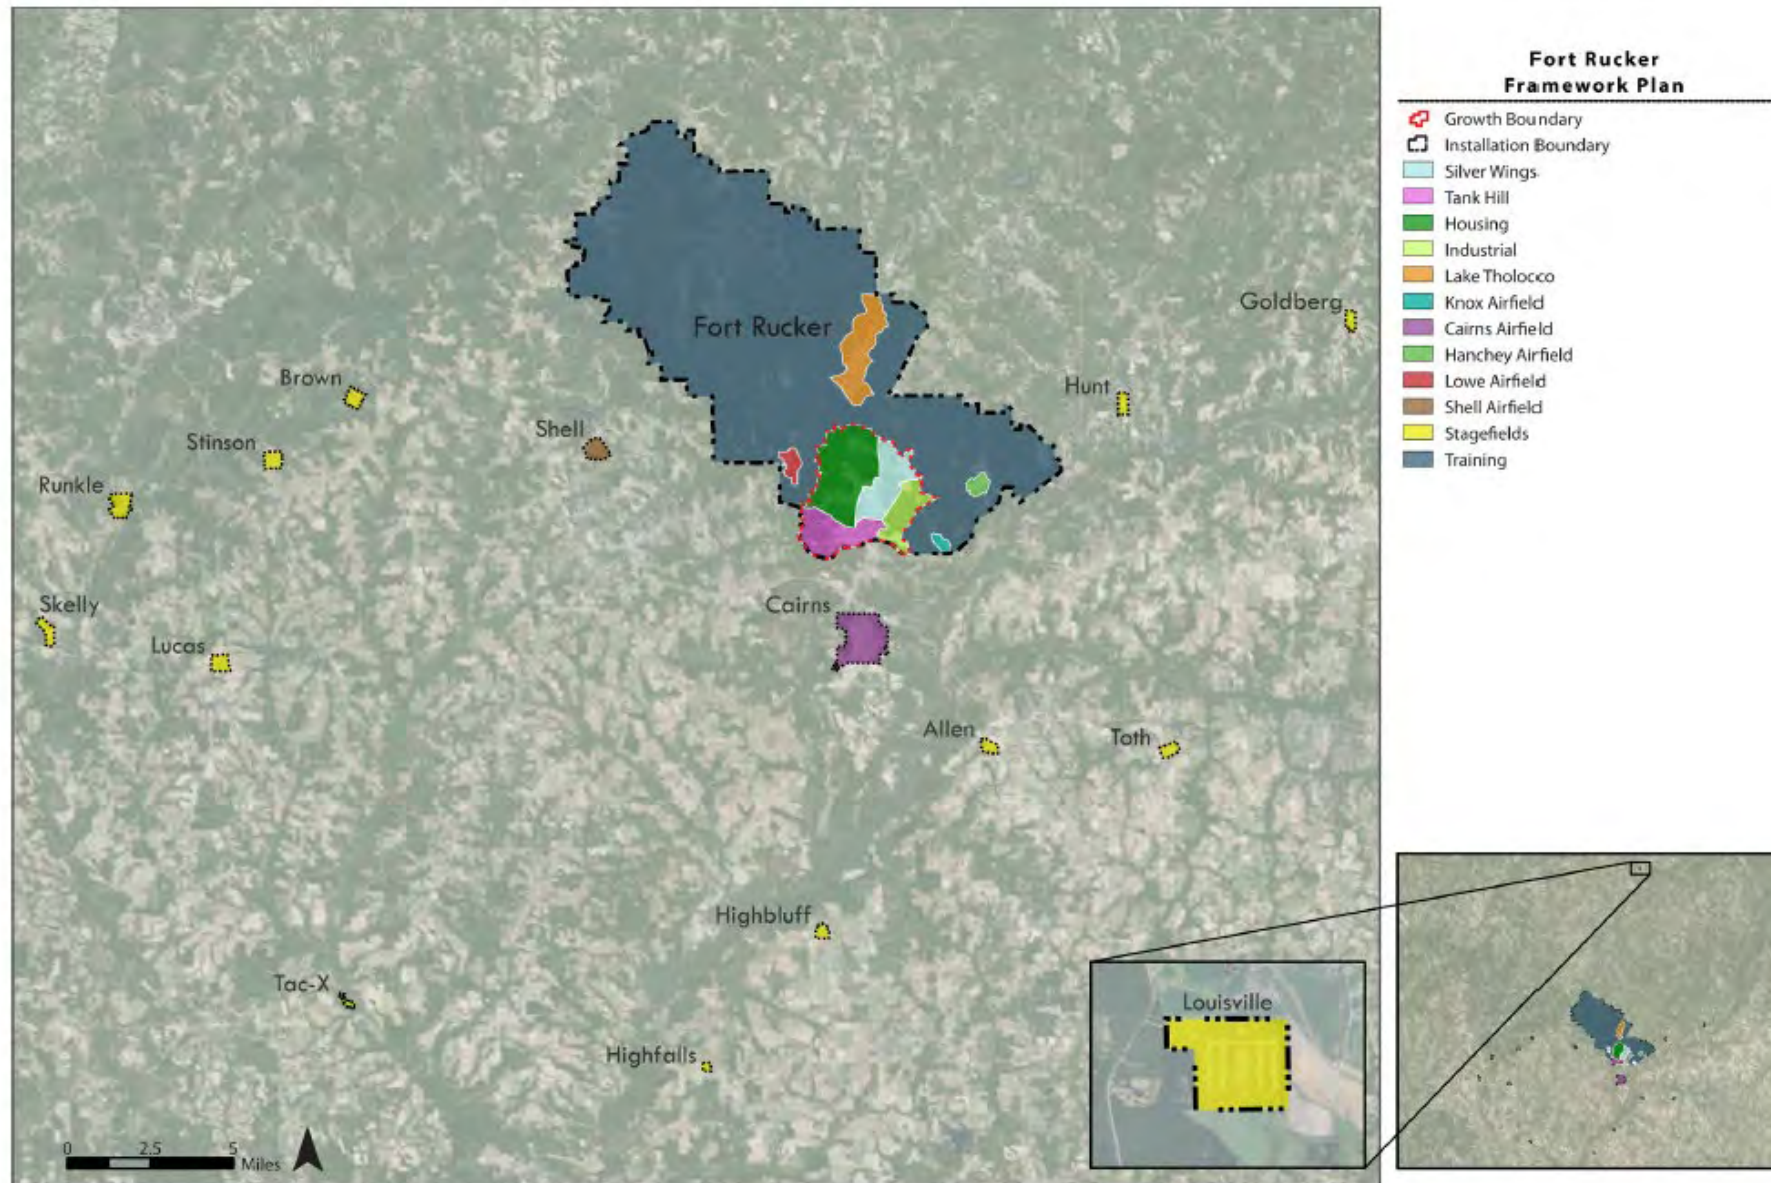 Fort Rucker
Framework Plan
Growth Boundary
Installation Boundary
Silver Wings
Tank Hill
Housing
Industrial
Lake Tholocco
Knox Airfield
Cairns Airfield
Hanchey Airfield
Lowe Airfield
Shell Airfield
Stagefields
Training
Goldberg
Fort Rucker
Brown
Hunt
Shell
Stinson
Runkle
Skelly
Cairns
Lucas
Allen
Toth
Highbluff
Tac-X
Louisville
Highfalls
0 2.5 5
Miles